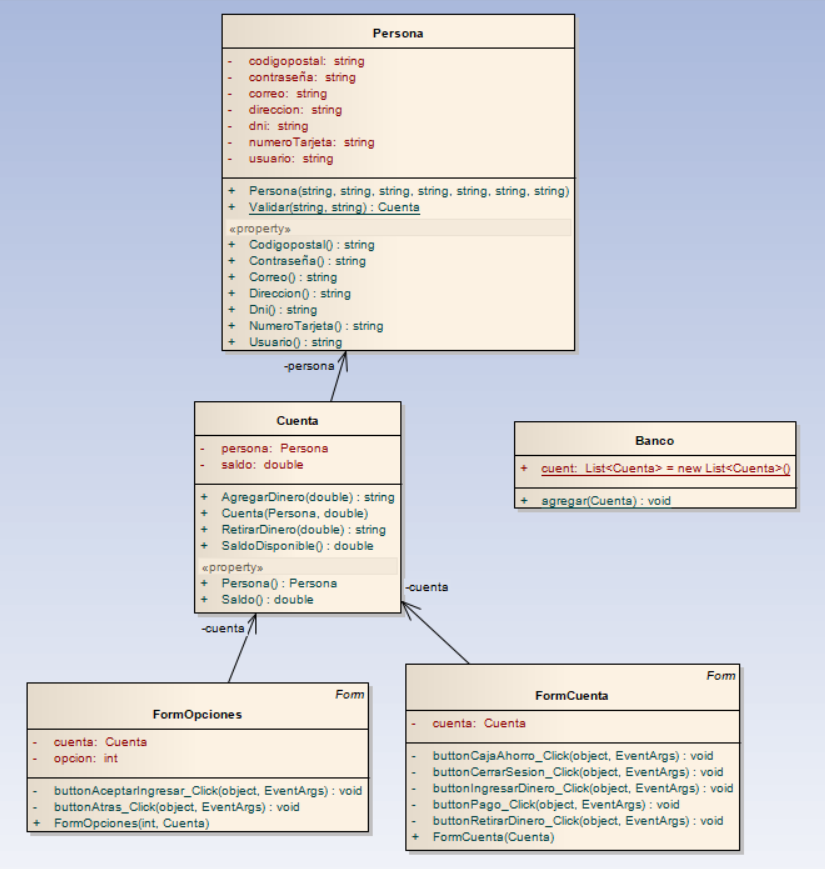 Persona
- codigopostal: string
- contraseña: string
- correo: string
- direccion: string
- dni: string
- numeroTarjeta: string
- usuario: string
+ Persona(string, string, string, string, string, string, string)
+ Validar(string, string) : Cuenta
«property»
+ Codigopostal() : string
+ Contraseña() : string
+ Correo() : string
+ Direccion() : string
+ Dni() : string
+ NumeroTarjeta() : string
+ Usuario() : string
-persona
Cuenta
- persona: Persona
- saldo: double
+ AgregarDinero(double) : string
+ Cuenta(Persona, double)
+ RetirarDinero(double) : string
+ SaldoDisponible() : double
«property»
+ Persona() : Persona
+ Saldo() : double
Banco
+ cuent: List<Cuenta> = new List<Cuenta>()
+ agregar(Cuenta) : void
-cuenta
-cuenta
Form
FormOpciones
- cuenta: Cuenta
- opcion: int
- buttonAceptarIngresar_Click(object, EventArgs) : void
- buttonAtras_Click(object, EventArgs) : void
+ FormOpciones(int, Cuenta)
Form
FormCuenta
- cuenta: Cuenta
- buttonCajaAhorro_Click(object, EventArgs) : void
- buttonCerrarSesion_Click(object, EventArgs) : void
- buttonIngresarDinero_Click(object, EventArgs) : void
- buttonPago_Click(object, EventArgs) : void
- buttonRetirarDinero_Click(object, EventArgs) : void
+ FormCuenta(Cuenta)